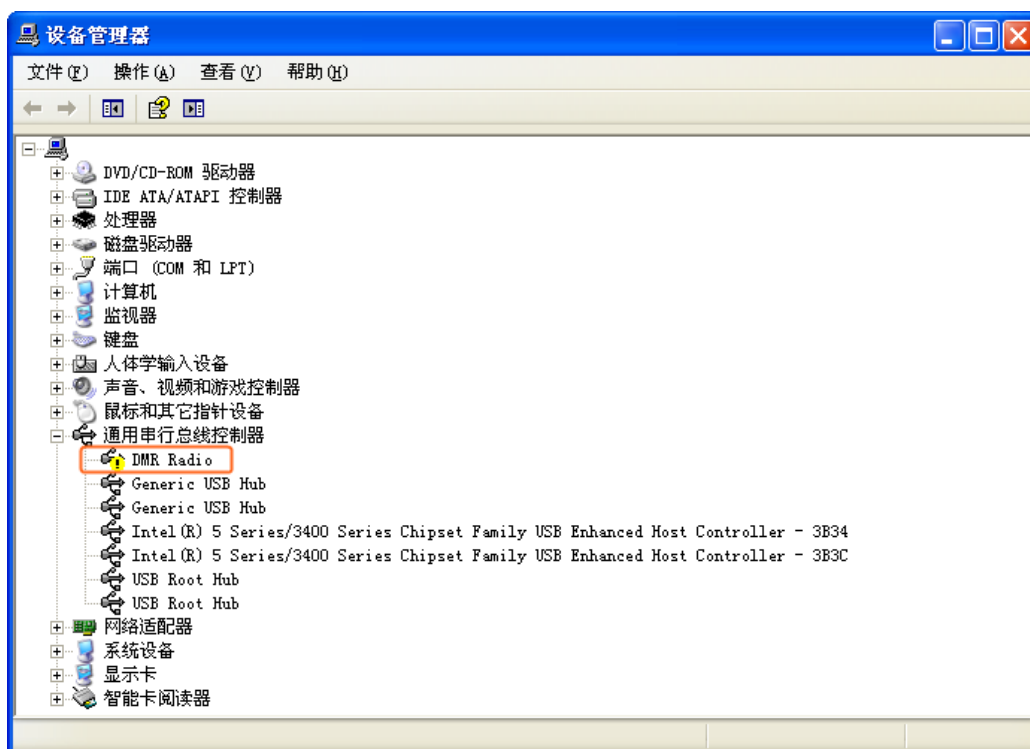 设备管理器
文件(F) 操作(A) 查看(V) 帮助(H)
DVD/CD-ROM 驱动器
IDE ATA/ATAPI 控制器
处理器
磁盘驱动器
端口 (COM 和 LPT)
计算机
监视器
键盘
人体学输入设备
声音、视频和游戏控制器
鼠标和其它指针设备
通用串行总线控制器
DMR Radio
Generic USB Hub
Generic USB Hub
Intel(R) 5 Series/3400 Series Chipset Family USB Enhanced Host Controller - 3B34
Intel(R) 5 Series/3400 Series Chipset Family USB Enhanced Host Controller - 3B3C
USB Root Hub
USB Root Hub
网络适配器
系统设备
显示卡
智能卡阅读器